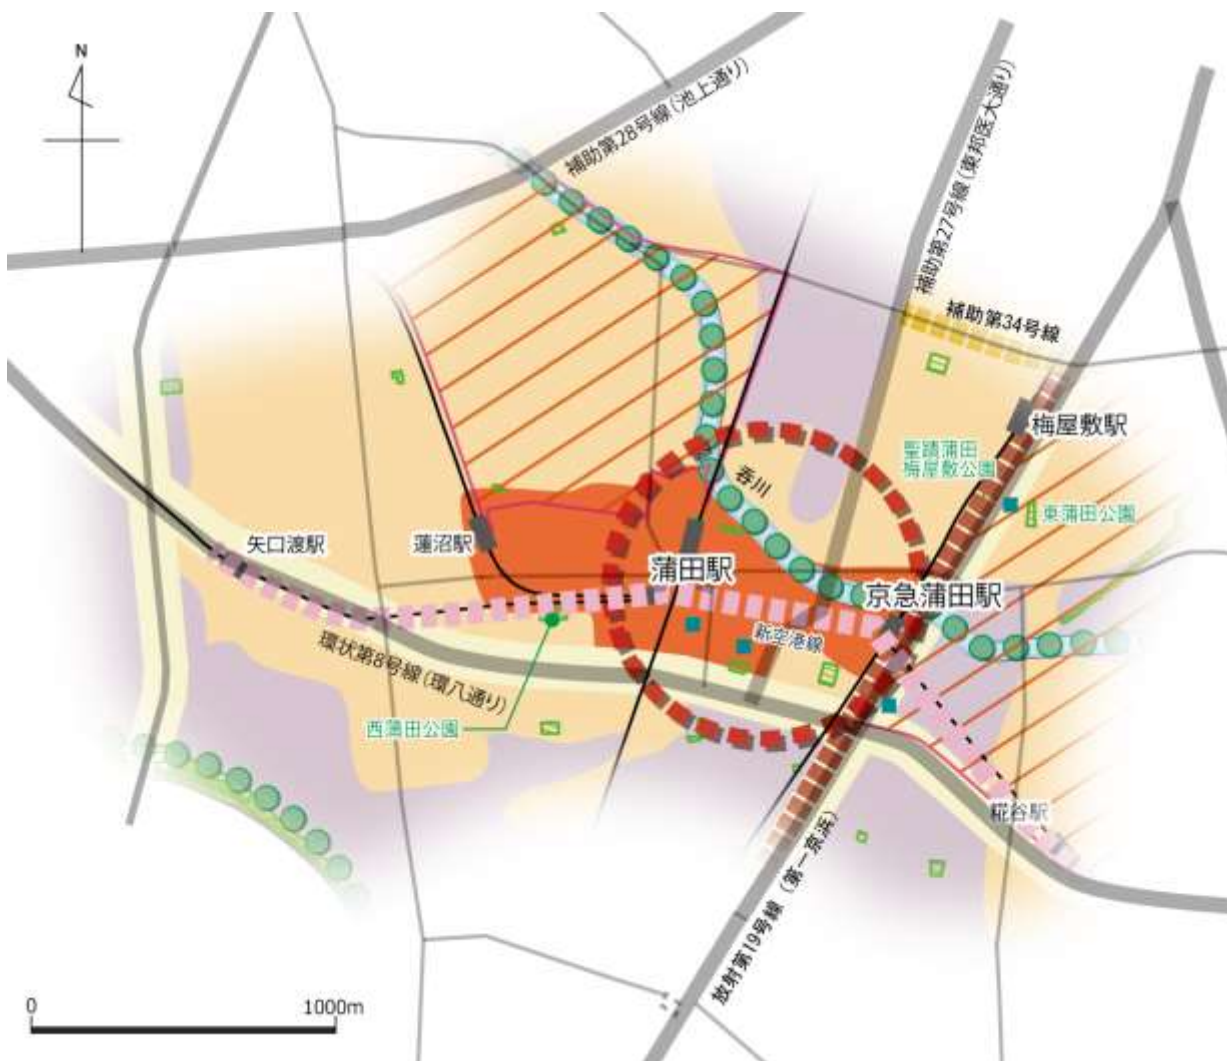 N
補助第28号線(池上通り)
補助第27号線(東邦医大通り)
補助第34号線
梅屋敷駅
聖蹟蒲田
梅屋敷公園
東蒲田公園
呑川
矢口渡駅
蓮沼駅
蒲田駅
京急蒲田駅
新空港線
環状第8号線(環八通り)
西蒲田公園
糀谷駅
放射第19号線(第一京浜)
0
1000m